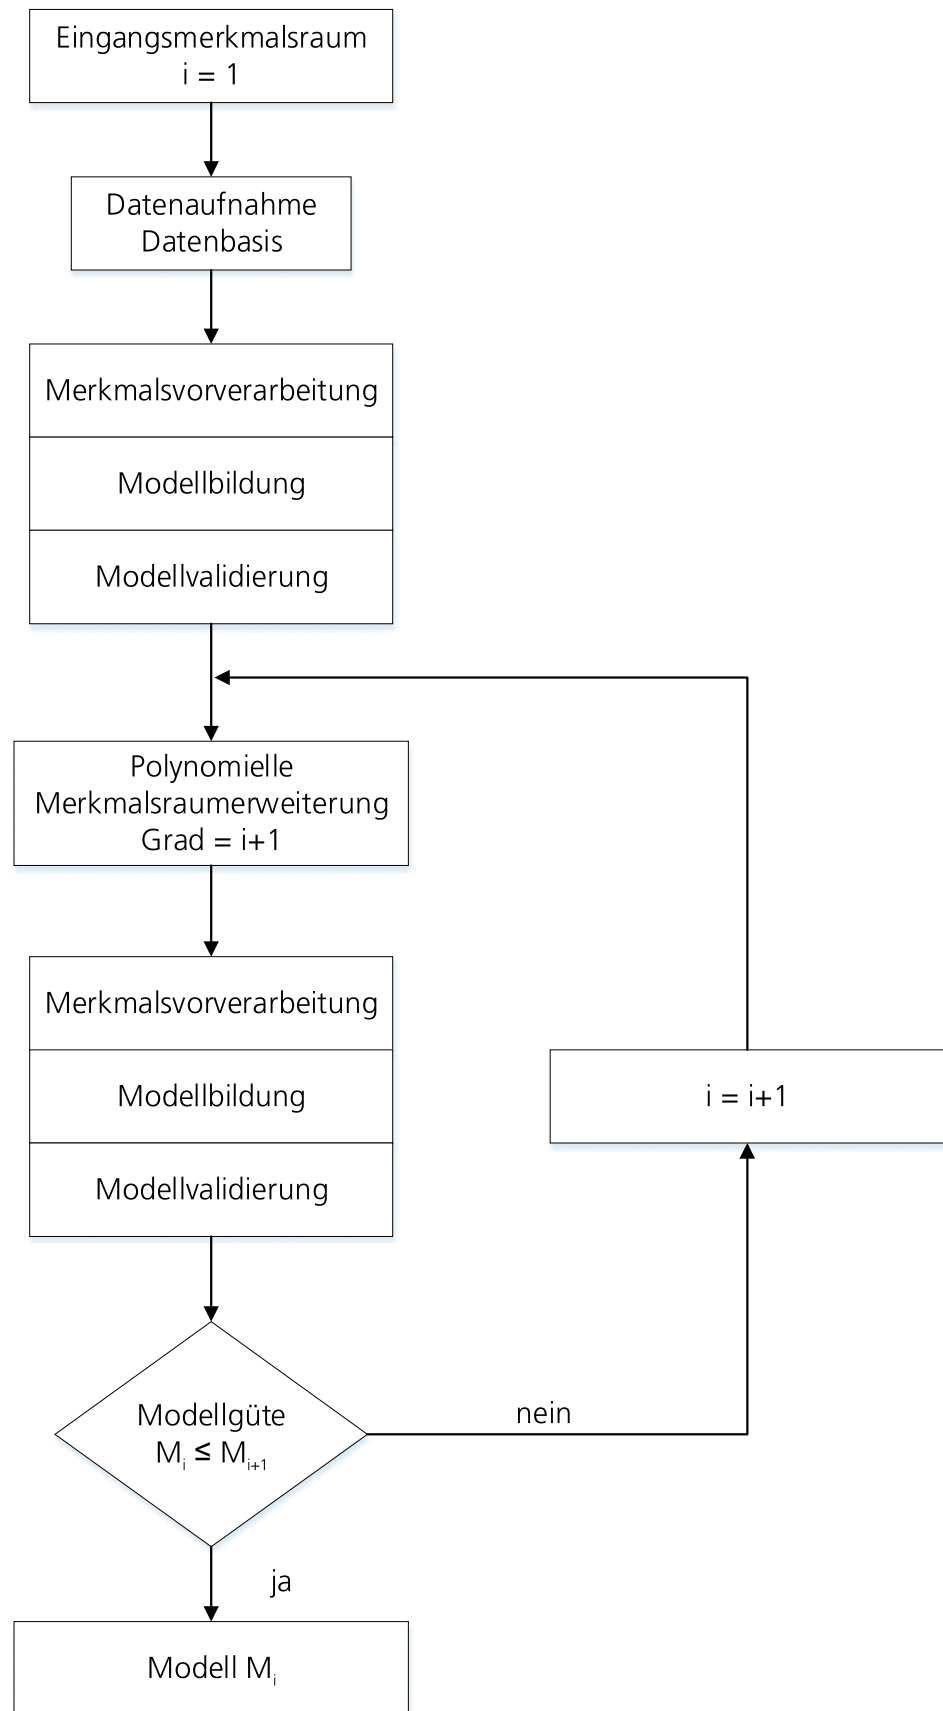 Eingangsmerkmalsraum
i = 1
Datenaufnahme
Datenbasis
Merkmalsvorverarbeitung
Modellbildung
Modellvalidierung
Polynomielle
Merkmalsraumerweiterung
Grad = i+1
Merkmalsvorverarbeitung
Modellbildung
Modellvalidierung
i = i+1
Modellgüte
Mᵢ ≤ Mᵢ₊₁
nein
ja
Modell Mᵢ